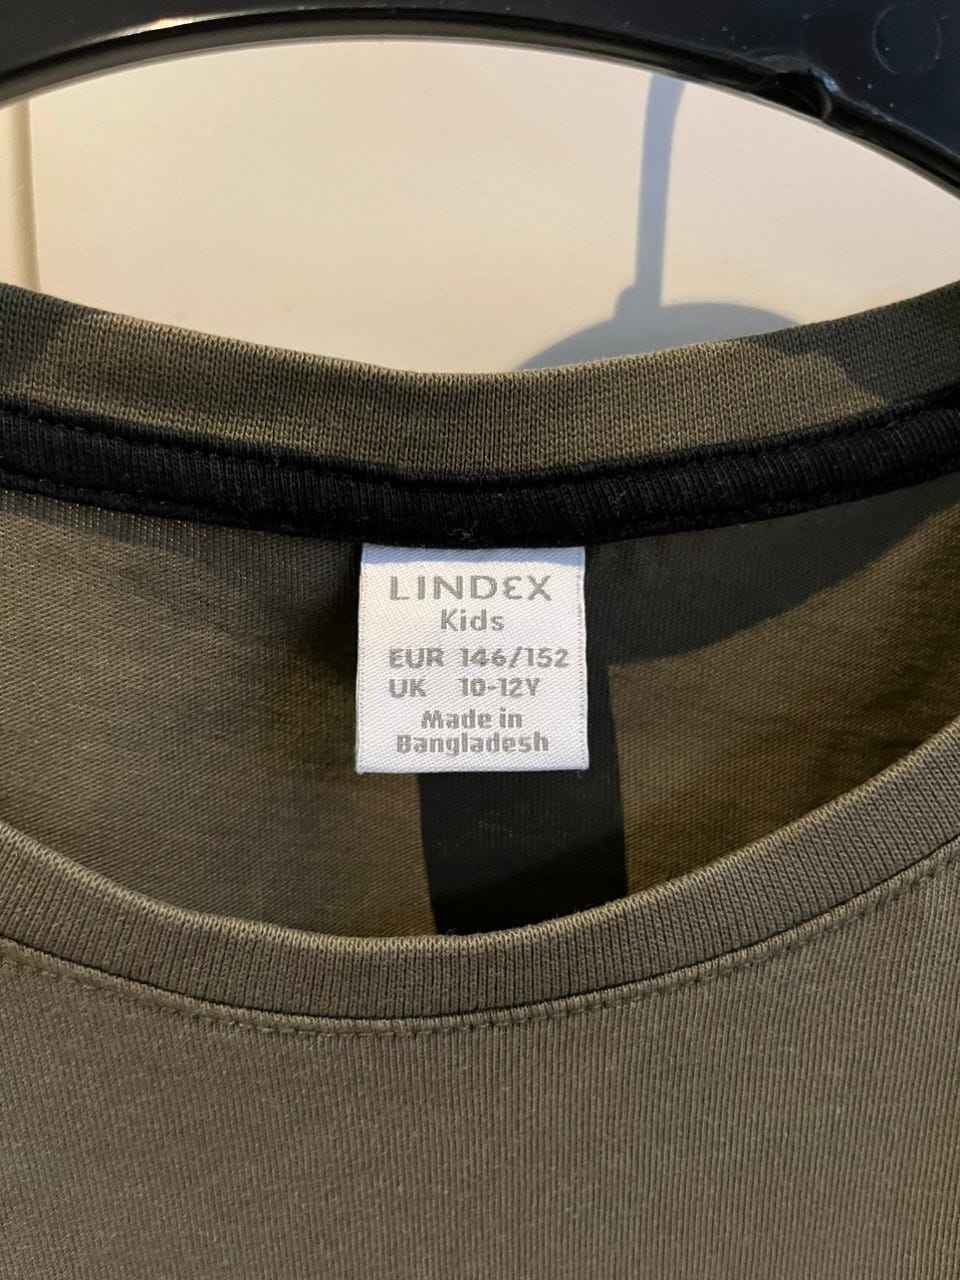 LINDEX
Kids
EUR 146/152
UK 10-12Y
Made in
Bangladesh